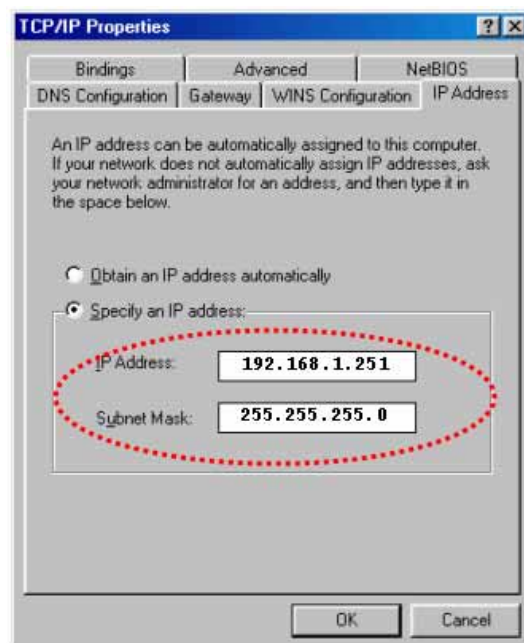 TCP/IP Properties
Bindings Advanced NetBIOS
DNS Configuration Gateway WINS Configuration IP Address
An IP address can be automatically assigned to this computer.
If your network does not automatically assign IP addresses, ask
your network administrator for an address, and then type it in
the space below.
Obtain an IP address automatically
Specify an IP address:
IP Address: 192.168.1.251
Subnet Mask: 255.255.255.0
OK Cancel